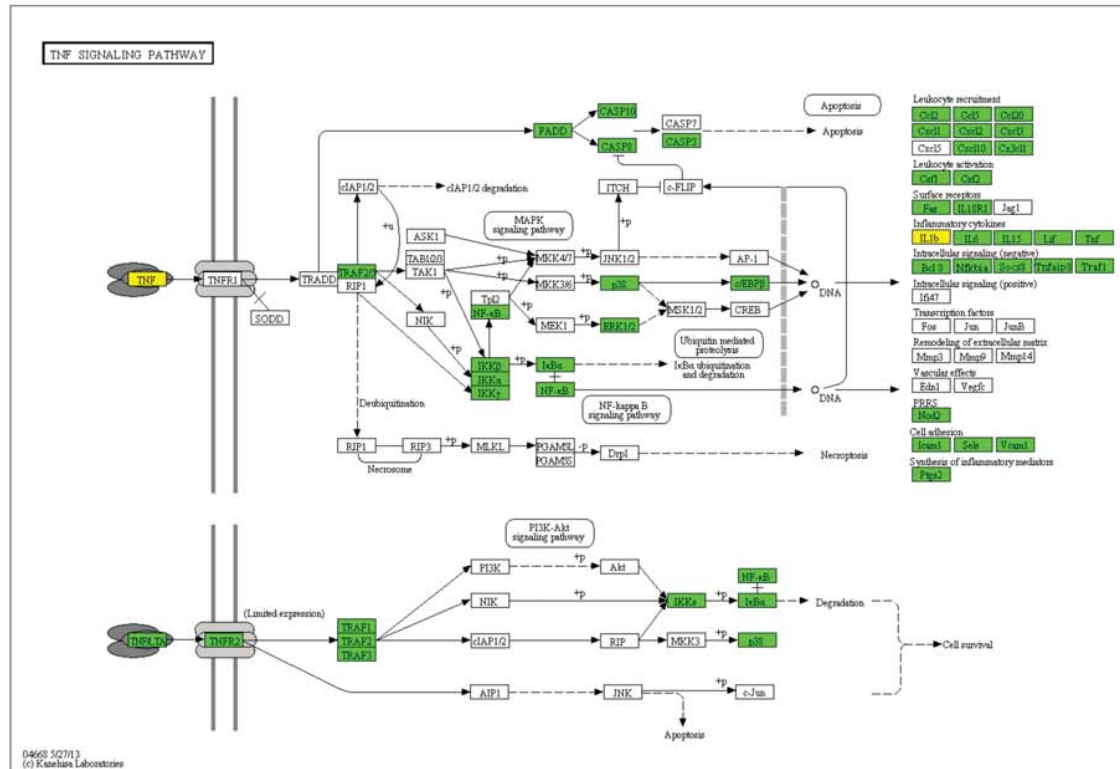 TNF SIGNALING PATHWAY
Apoptosis
CASP10
FADD
CASP8
CASP7
CASP3
Apoptosis
cIAP1/2
cIAP1/2 degradation
ITCH
c-FLIP
+u
+p
MAPK
signaling pathway
ASK1
TAB1/2/3
TAK1
MKK4/7
+p
JNK1/2
AP-1
TNF
TNFR1
TRADD
TRAF2/5
RIP1
+p
+p
MKK3/6
+p
p38
c/EBPβ
DNA
SODD
NIK
Tpl2
NF-κB
+p
MEK1
+p
ERK1/2
MSK1/2
CREB
+p
+p
Ubiquitin mediated
proteolysis
IKKβ
IKKα
IKKγ
+p
IκBα
IκBα ubiquitination
and degradation
NF-κB
DNA
Deubiquitination
NF-kappa B
signaling pathway
RIP1
RIP3
+p
MLKL
PGAM5L
PGAM5S
-p
Drp1
Necroptosis
Necrosome
Leukocyte recruitment
Ccl2 Ccl5 Ccl20
Cxcl1 Cxcl2 Cxcl3
Cxcl5 Cxcl10 Cx3cl1
Leukocyte activation
Csf1 Csf2
Surface receptors
Fas IL18R1 Jag1
Inflammatory cytokines
IL1b IL6 IL15 Lif Tnf
Intracellular signaling (negative)
Bcl3 Nfkbia Socs3 Tnfaip3 Traf1
Intracellular signaling (positive)
Ifi47
Transcription factors
Fos Jun JunB
Remodeling of extracellular matrix
Mmp3 Mmp9 Mmp14
Vascular effects
Edn1 Vegfc
PRRS
Nod2
Cell adhesion
Icam1 Sele Vcam1
Synthesis of inflammatory mediators
Ptgs2
PI3K-Akt
signaling pathway
+p
PI3K
Akt
NF-κB
NIK
+p
IKKα
+p
IκBα
Degradation
(Limited expression)
TNFR2
TRAF1
TRAF2
TRAF3
cIAP1/2
RIP
MKK3
+p
p38
Cell survival
AIP1
JNK
+p
c-Jun
Apoptosis
04668 5/27/13
(c) Kanehisa Laboratories